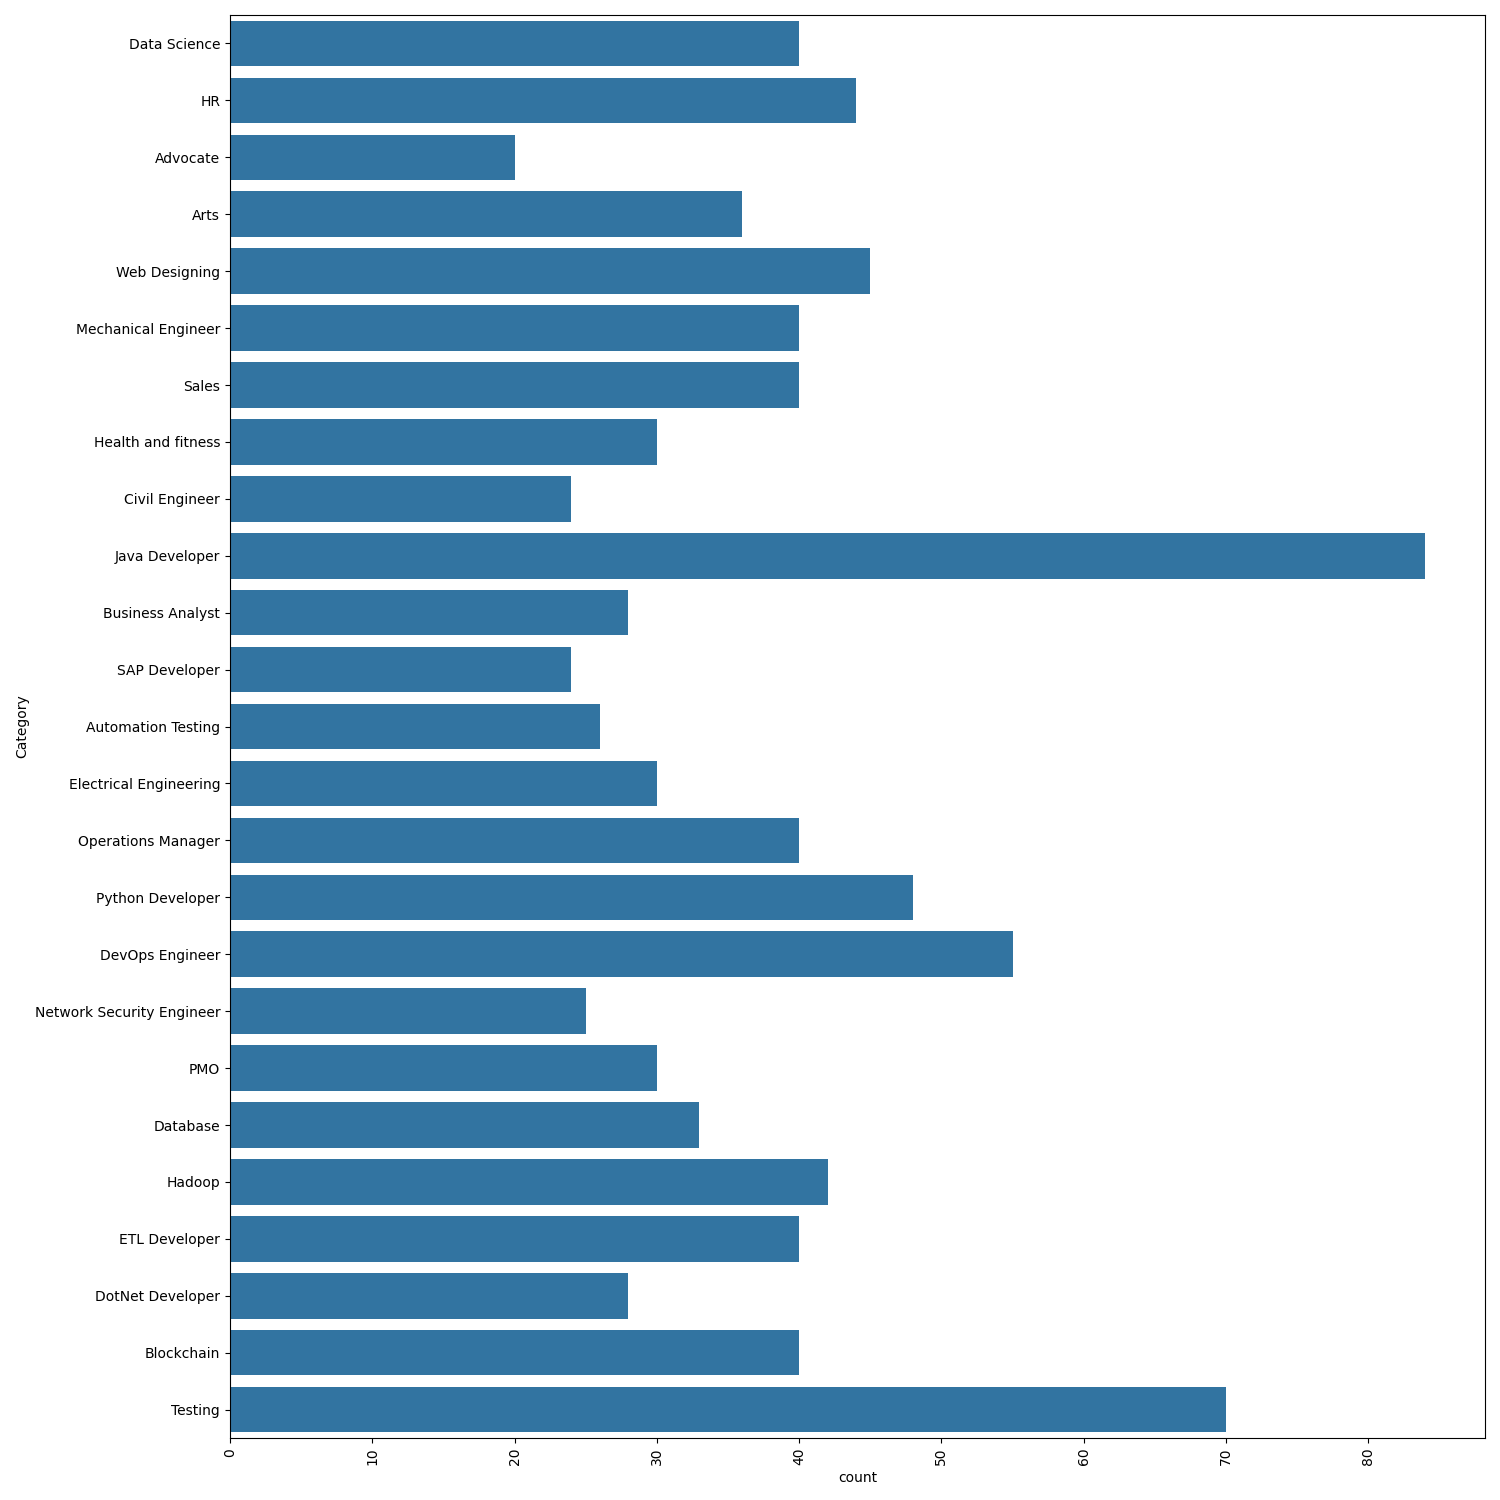 Data Science
HR
Advocate
Arts
Web Designing
Mechanical Engineer
Sales
Health and fitness
Civil Engineer
Java Developer
Business Analyst
SAP Developer
Automation Testing
Electrical Engineering
Operations Manager
Python Developer
DevOps Engineer
Network Security Engineer
PMO
Database
Hadoop
ETL Developer
DotNet Developer
Blockchain
Testing
Category
0 10 20 30 40 50 60 70 80
count